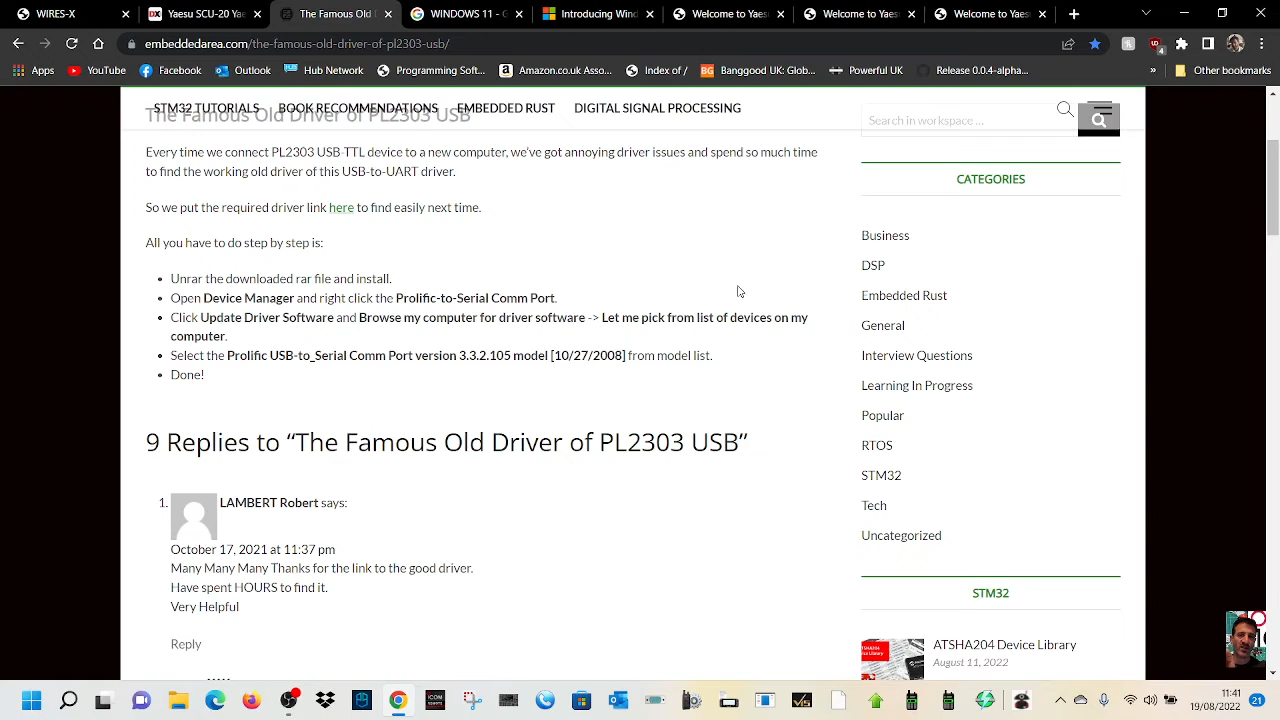 WIRES-X
Yaesu SCU-20 Yae
The Famous Old D
WINDOWS 11 - G
Introducing Wind
Welcome to Yaes
Welcome to Yaes
Welcome to Yaes
embeddedarea.com/the-famous-old-driver-of-pl2303-usb/
4
Apps
YouTube
Facebook
Outlook
Hub Network
Programming Soft...
Amazon.co.uk Asso...
Index of /
Banggood In Glob...
Powerful UK
Release 0.0.4-alpha...
Other bookmarks
STM32 TUTORIALS
BOOK RECOMMENDATIONS
EMBEDDED RUST
DIGITAL SIGNAL PROCESSING
The Famous Old Driver of PL2303 USB
Search in workspace ...
Every time we connect PL2303 USB-TTL device to a new computer, we've got annoying driver issues and spend so much time
to find the working old driver of this USB-to-UART driver.
So we put the required driver link here to find easily next time.
All you have to do step by step is:
• Unrar the downloaded rar file and install.
• Open Device Manager and right click the Prolific-to-Serial Comm Port.
• Click Update Driver Software and Browse my computer for driver software -> Let me pick from list of devices on my
computer.
• Select the Prolific USB-to_Serial Comm Port version 3.3.2.105 model [10/27/2008] from model list.
• Done!
9 Replies to “The Famous Old Driver of PL2303 USB”
1. LAMBERT Robert says:
October 17, 2021 at 11:37 pm
Many Many Many Thanks for the link to the good driver.
Have spent HOURS to find it.
Very Helpful
Reply
CATEGORIES
Business
DSP
Embedded Rust
General
Interview Questions
Learning In Progress
Popular
RTOS
STM32
Tech
Uncategorized
STM32
ATSHA204 Device Library
August 11, 2022
11:41
19/08/2022
21